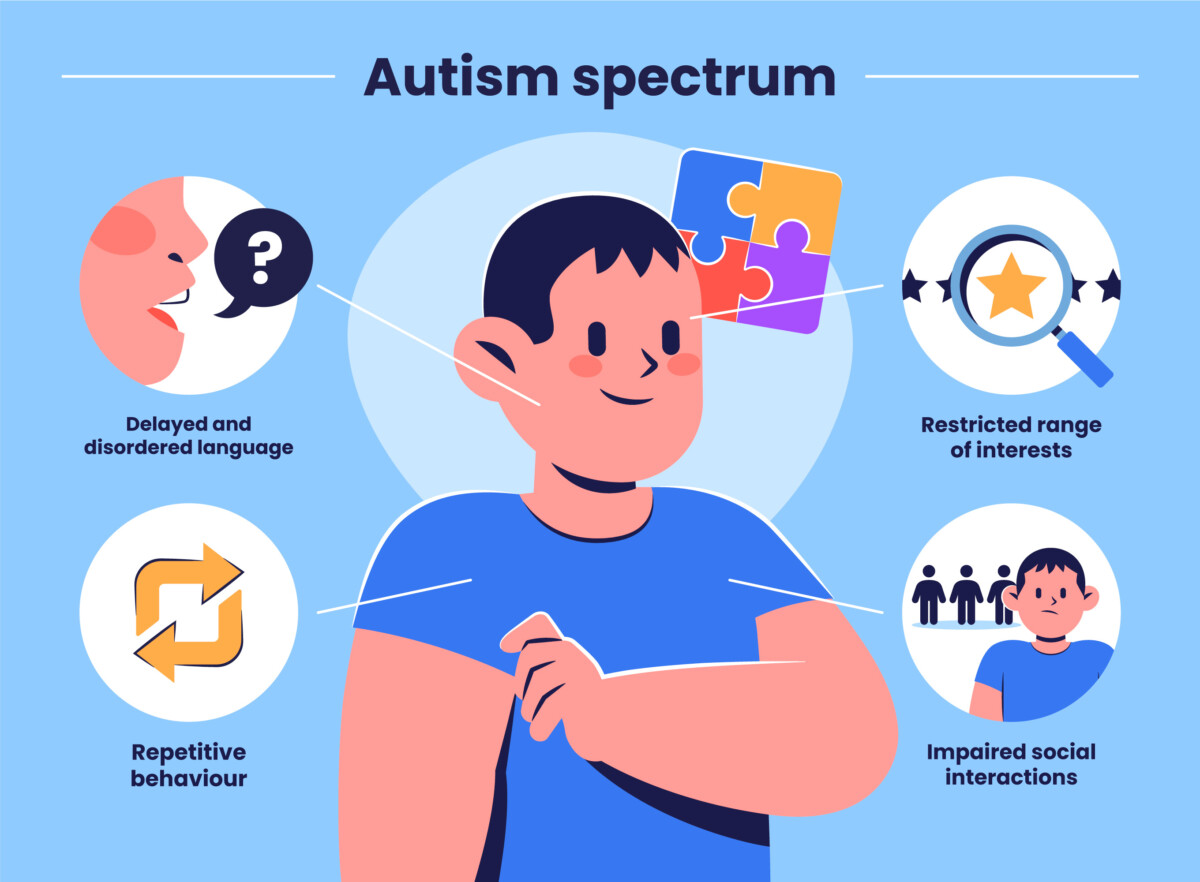 Autism spectrum
?
Delayed and
disordered language
Restricted range
of interests
Repetitive
behaviour
Impaired social
interactions